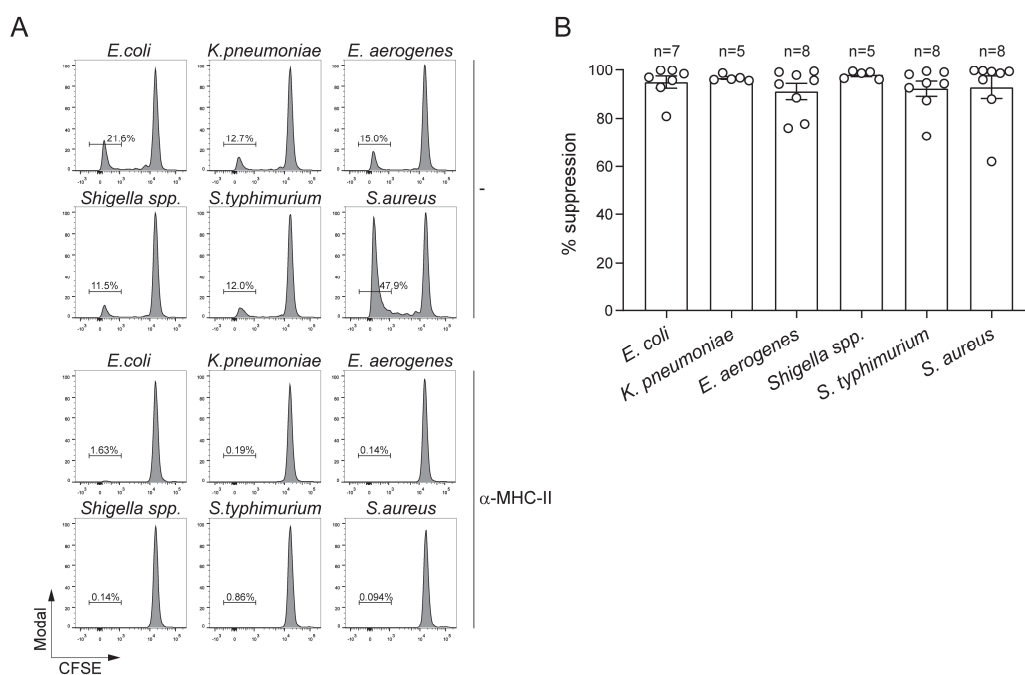 A
E.coli K.pneumoniae E. aerogenes
21.6% 12.7% 15.0%
-
Shigella spp. S.typhimurium S.aureus
11.5% 12.0% 47.9%
E.coli K.pneumoniae E. aerogenes
1.63% 0.19% 0.14%
α-MHC-II
Shigella spp. S.typhimurium S.aureus
0.14% 0.86% 0.094%
Modal
CFSE
B
n=7 n=5 n=8 n=5 n=8 n=8
% suppression
100
80
60
40
20
0
E. coli
K. pneumoniae
E. aerogenes
Shigella spp.
S. typhimurium
S. aureus